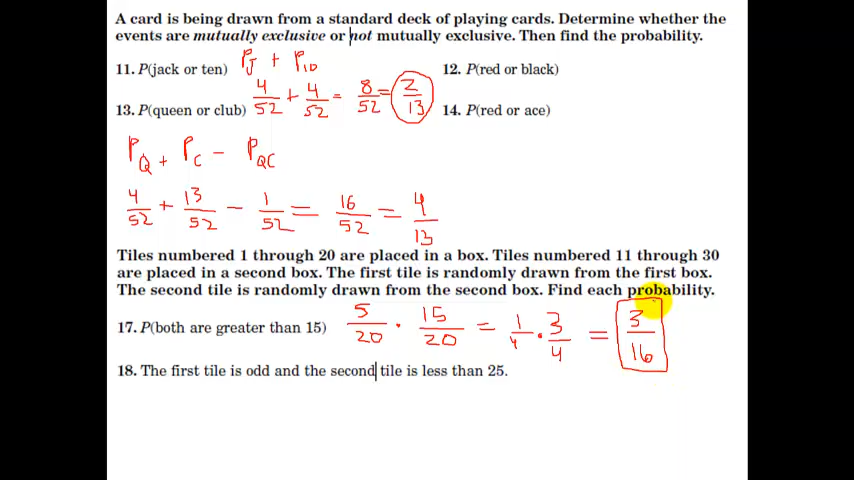 A card is being drawn from a standard deck of playing cards. Determine whether the
events are mutually exclusive or not mutually exclusive. Then find the probability.
11. P(jack or ten) P_J + P_10 12. P(red or black)
4/52 + 4/52 = 8/52 = 2/13
13. P(queen or club) 14. P(red or ace)
P_Q + P_C - P_QC
4/52 + 13/52 - 1/52 = 16/52 = 4/13
Tiles numbered 1 through 20 are placed in a box. Tiles numbered 11 through 30
are placed in a second box. The first tile is randomly drawn from the first box.
The second tile is randomly drawn from the second box. Find each probability.
17. P(both are greater than 15) 5/20 · 15/20 = 1/4 · 3/4 = 3/16
18. The first tile is odd and the second tile is less than 25.